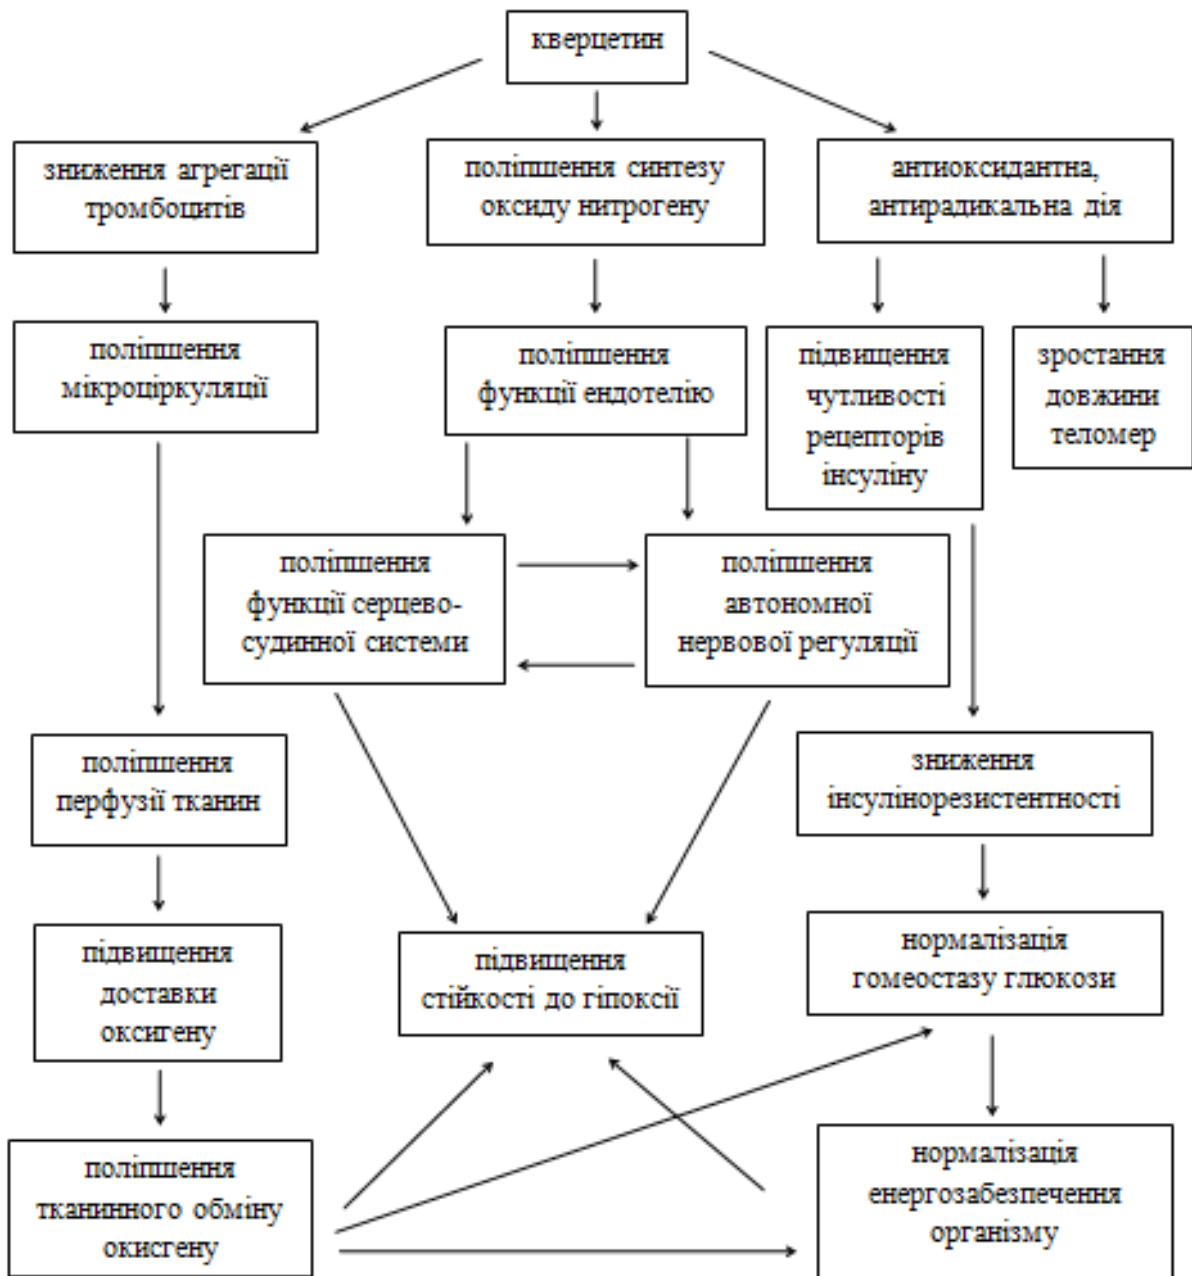 кверцетин
зниження агрегації
тромбоцитів
поліпшення синтезу
оксиду нитрогену
антиоксидантна,
антирадикальна дія
поліпшення
мікроціркуляції
поліпшення
функції ендотелію
підвищення
чутливості
рецепторів
інсуліну
зростання
довжини
теломер
поліпшення
функції серцево-
судинної системи
поліпшення
автономної
нервової регуляції
поліпшення
перфузії тканин
зниження
інсулінорезистентності
підвищення
доставки
оксигену
підвищення
стійкості до гіпоксії
нормалізація
гомеостазу глюкози
поліпшення
тканинного обміну
окисгену
нормалізація
енергозабезпечення
організму